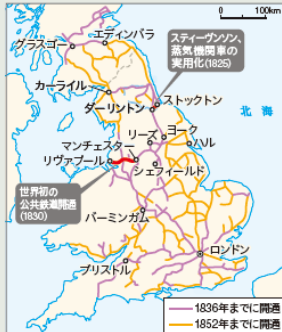 0 100km
エディンバラ
グラスゴー
スティーヴンソン、
蒸気機関車の
実用化(1825)
カーライル
ストックトン
ダーリントン
北海
ヨーク
リーズ
ハル
マンチェスター
リヴァプール
シェフィールド
世界初の
公共鉄道開通
(1830)
バーミンガム
ロンドン
ブリストル
1836年までに開通
1852年までに開通